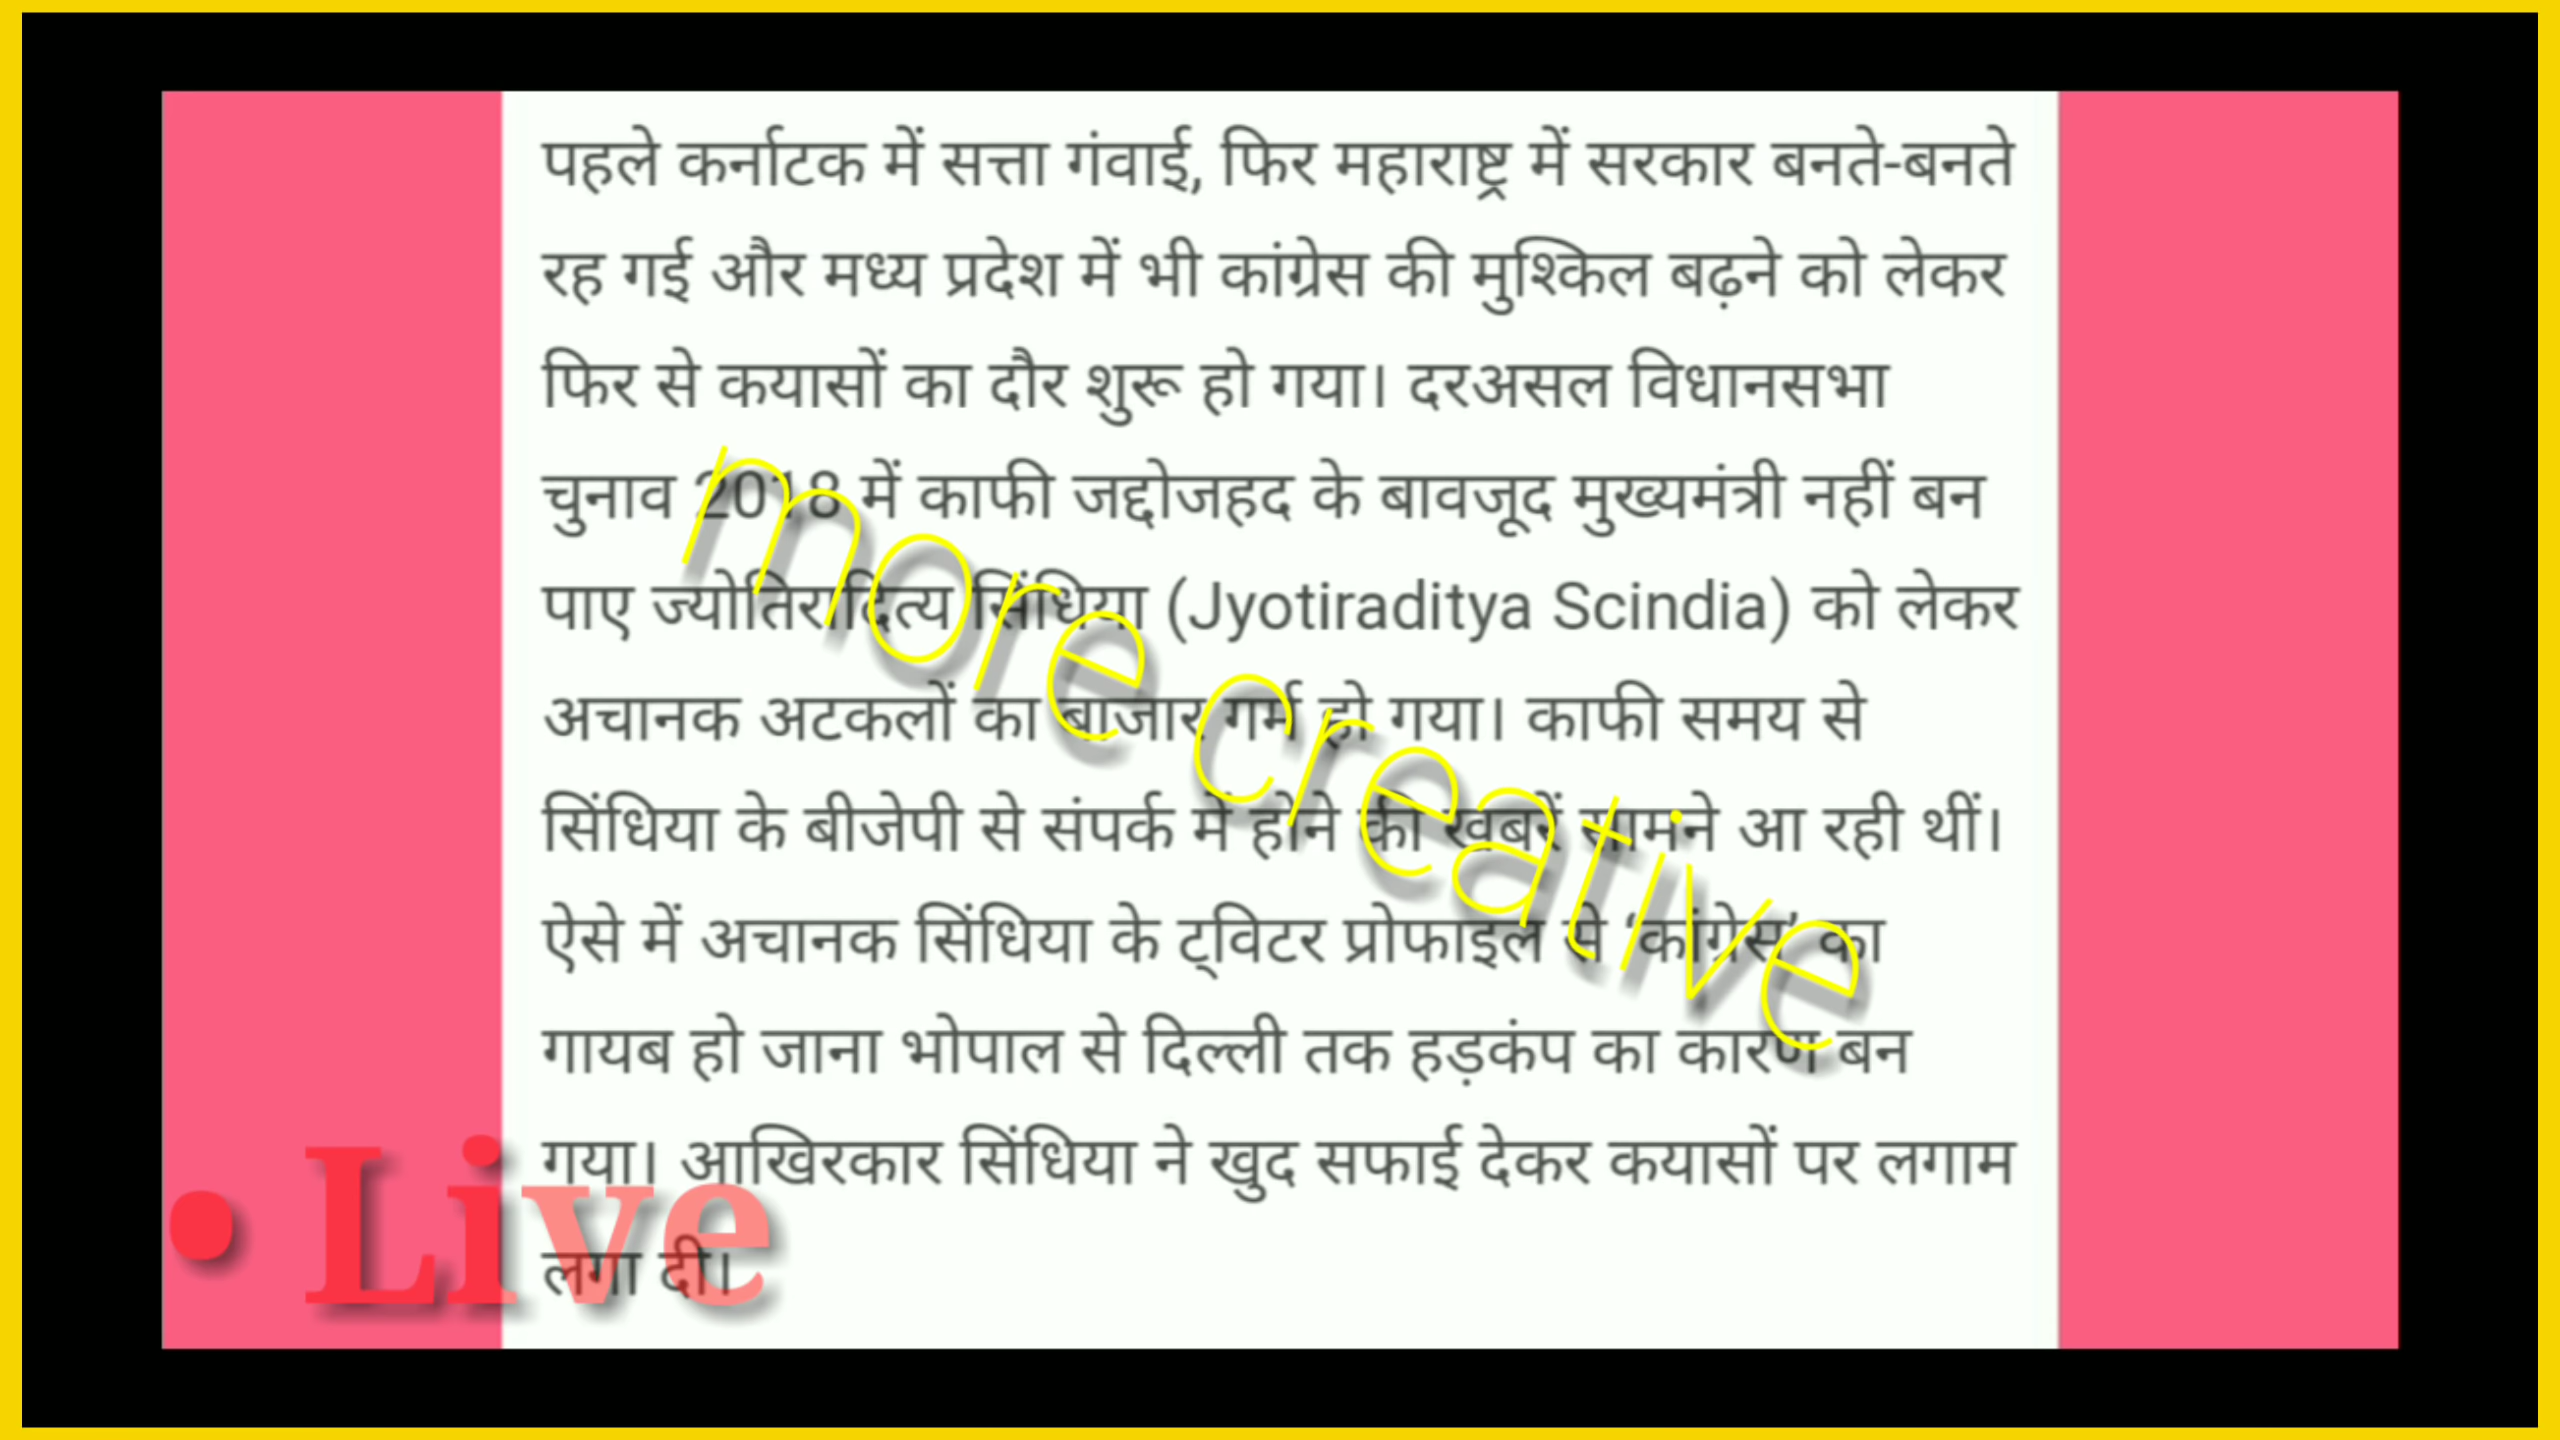 पहले कर्नाटक में सत्ता गंवाई, फिर महाराष्ट्र में सरकार बनते-बनते
रह गई और मध्य प्रदेश में भी कांग्रेस की मुश्किल बढ़ने को लेकर
फिर से कयासों का दौर शुरू हो गया। दरअसल विधानसभा
चुनाव 2018 में काफी जद्दोजहद के बावजूद मुख्यमंत्री नहीं बन
पाए ज्योतिरादित्य सिंधिया (Jyotiraditya Scindia) को लेकर
अचानक अटकलों का बाजार गर्म हो गया। काफी समय से
सिंधिया के बीजेपी से संपर्क में होने की खबरें सामने आ रही थीं।
ऐसे में अचानक सिंधिया के ट्विटर प्रोफाइल से ‘कांग्रेस’ का
गायब हो जाना भोपाल से दिल्ली तक हड़कंप का कारण बन
गया। आखिरकार सिंधिया ने खुद सफाई देकर कयासों पर लगाम
लगा दी।
more creative
• Live